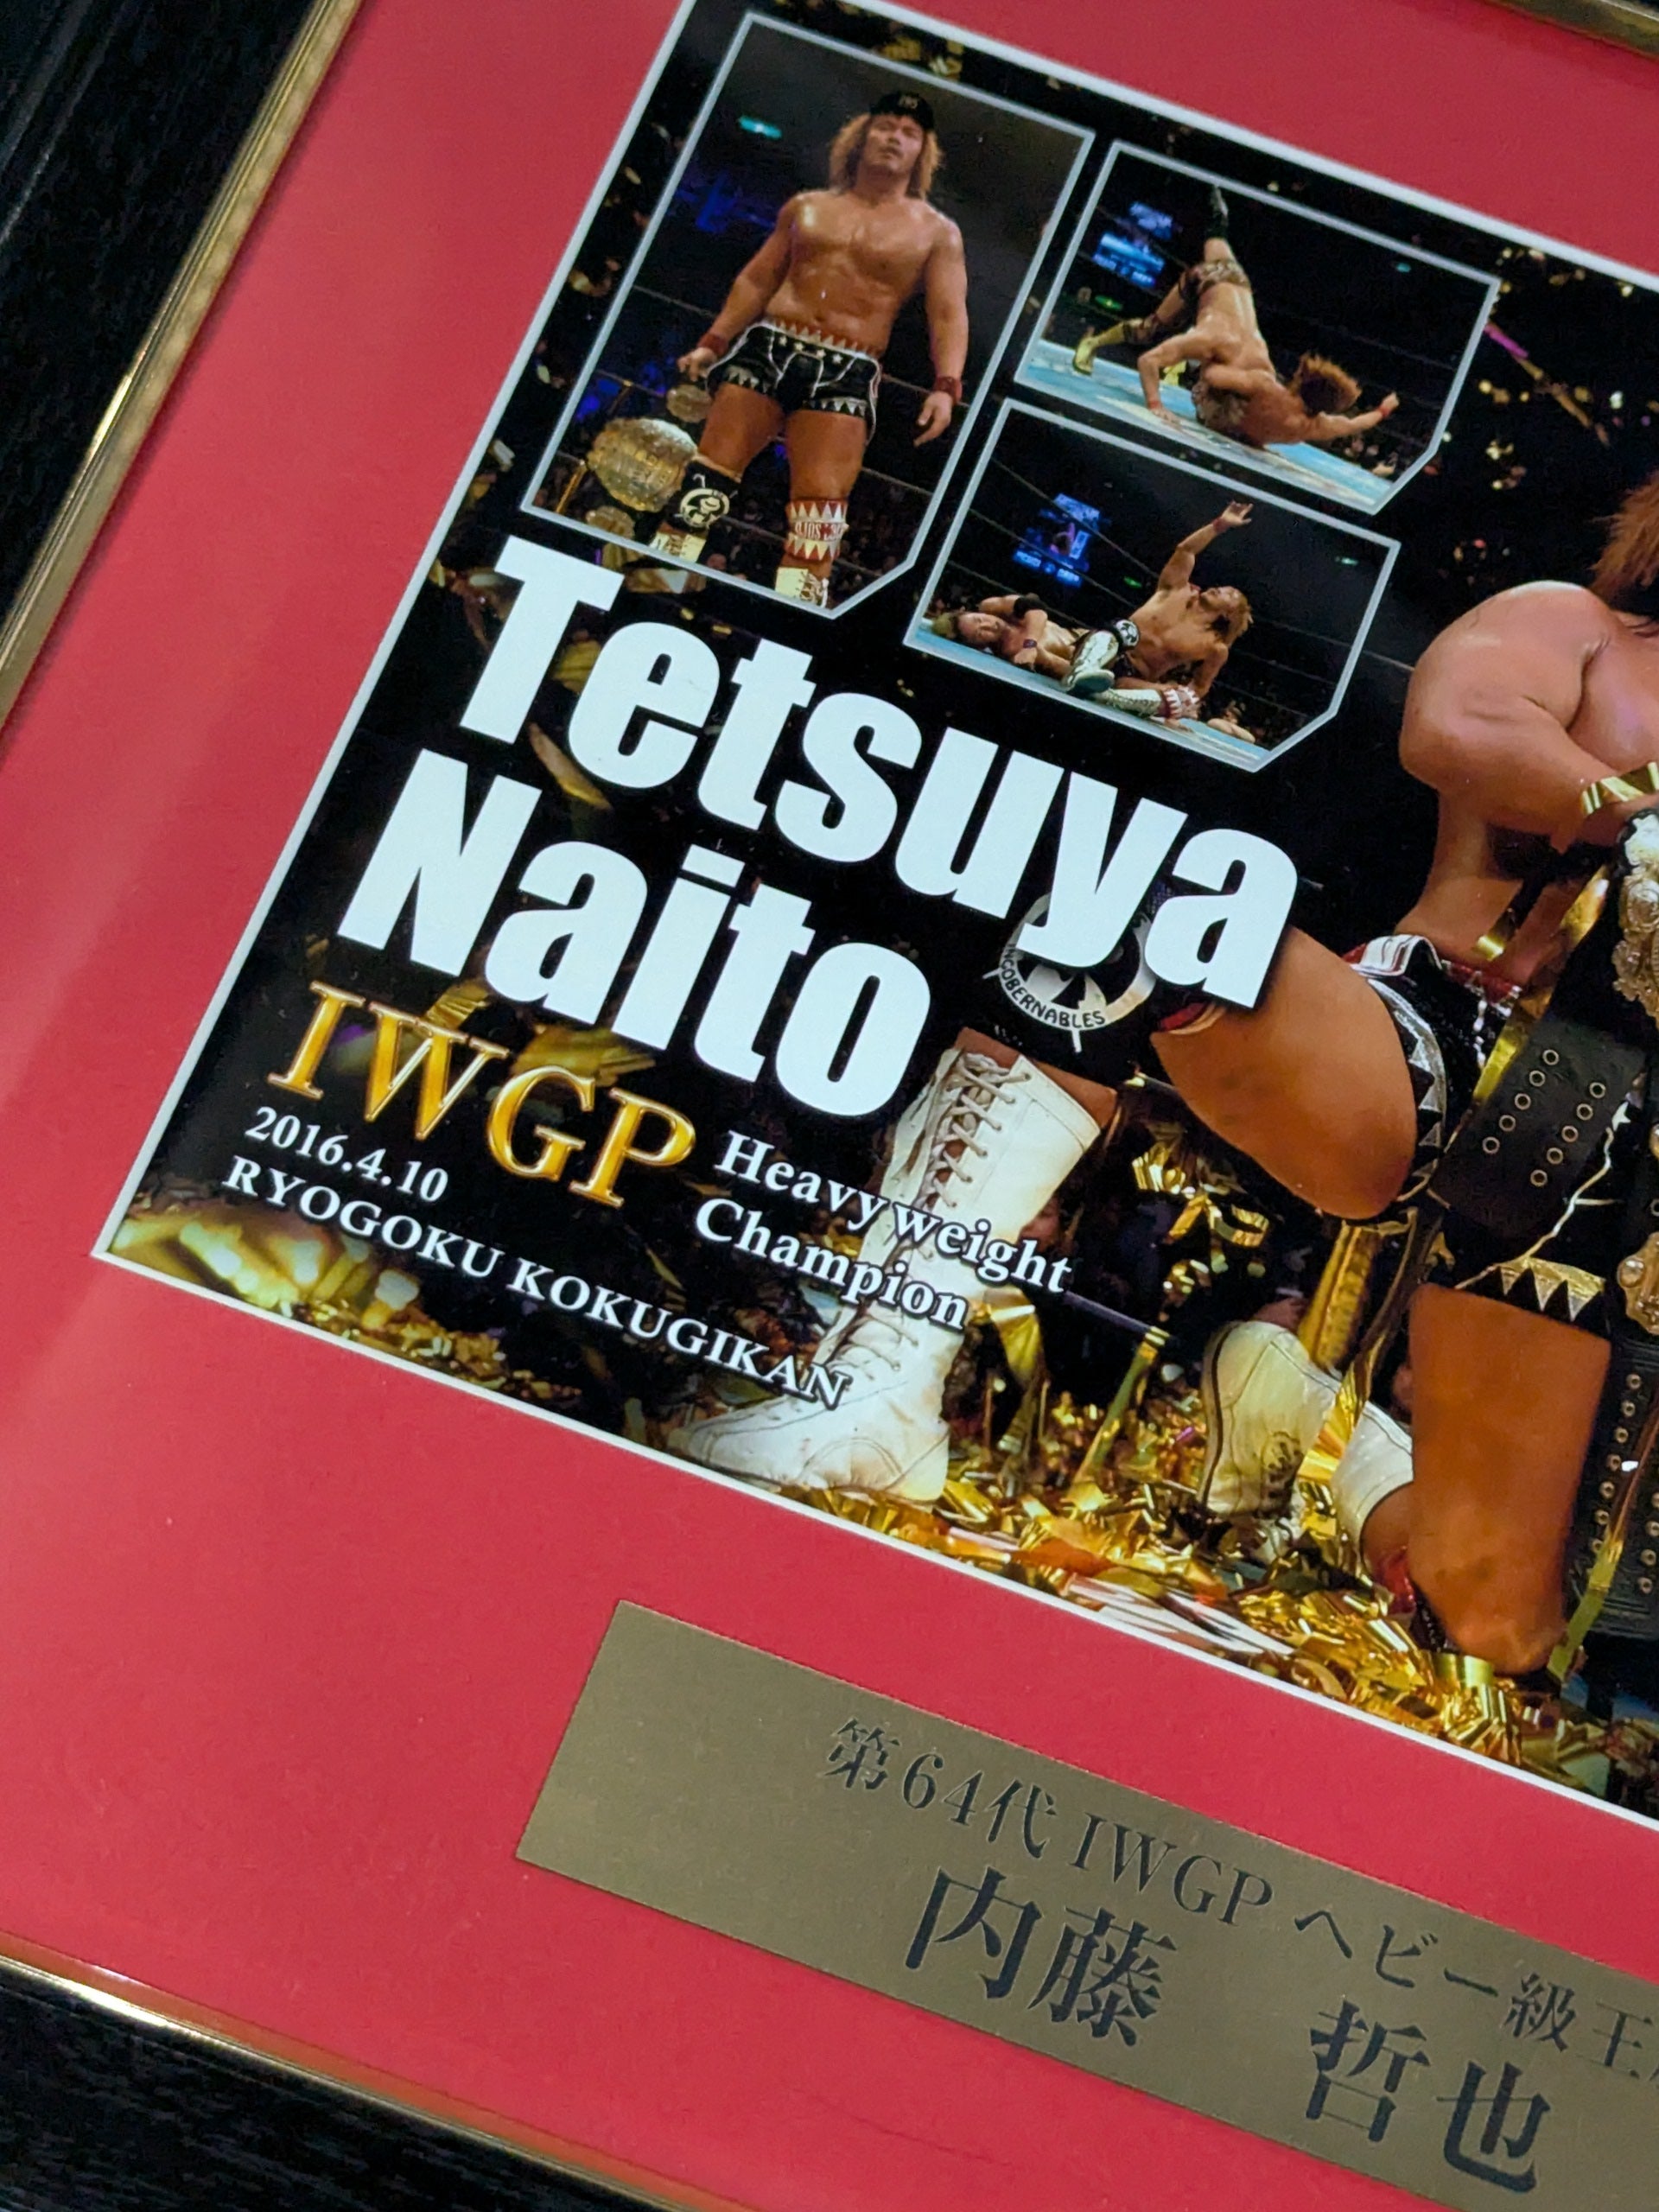 Tetsuya
Naito
IWGP
Heavyweight
Champion
2016.4.10
RYOGOKU KOKUGIKAN
INGOBERNABLES
第64代 IWGP ヘビー級王
内藤 哲也